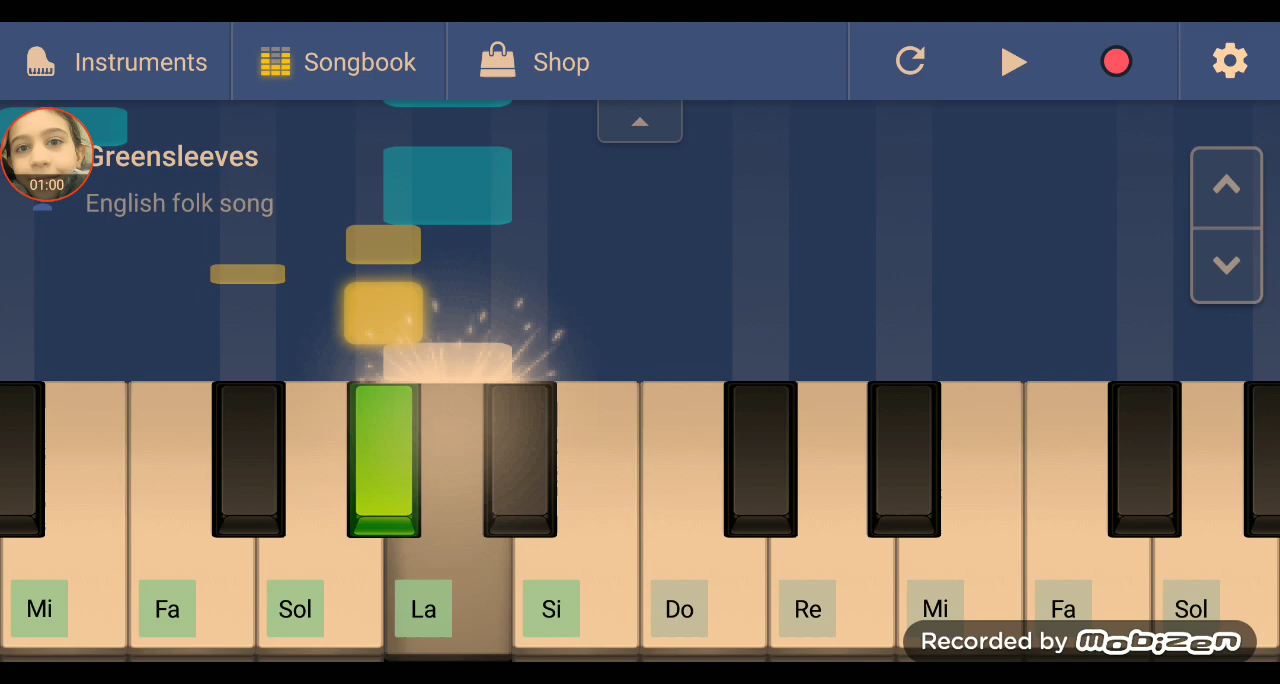 Instruments
Songbook
Shop
Greensleeves
01:00
English folk song
Mi
Fa
Sol
La
Si
Do
Re
Mi
Fa
Sol
Recorded by mobizen